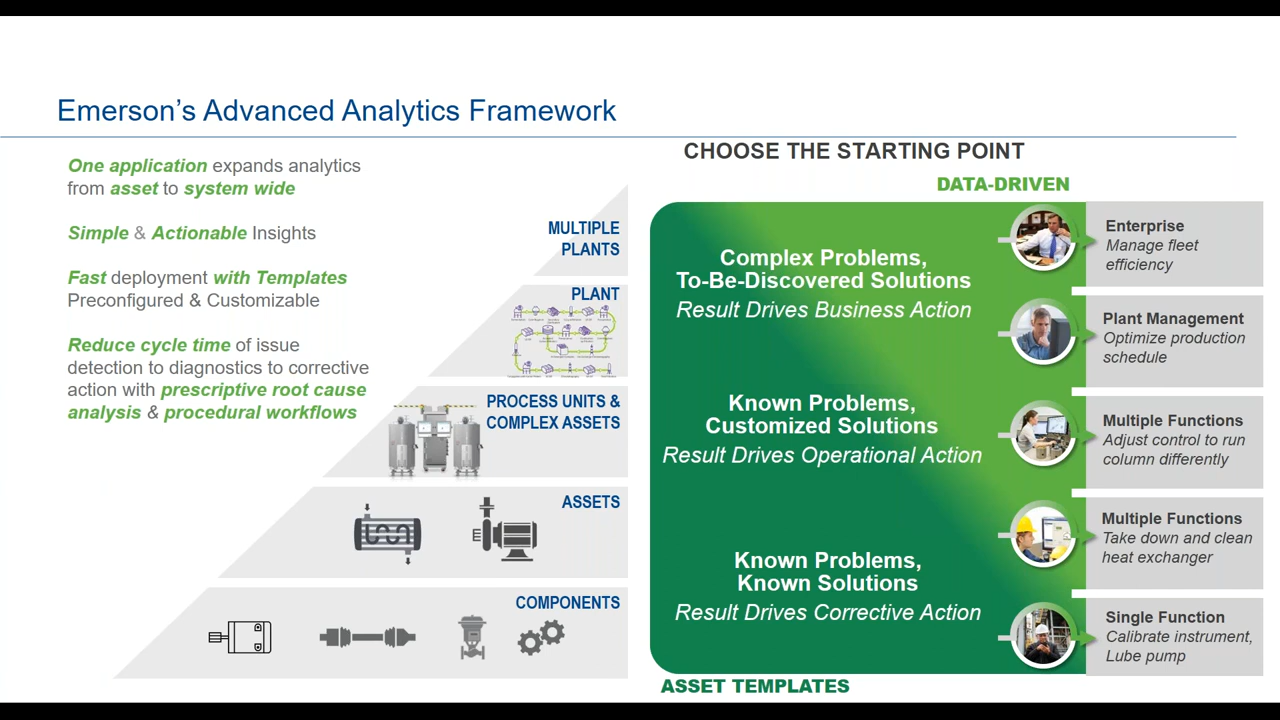 Emerson's Advanced Analytics Framework
One application expands analytics
from asset to system wide
Simple & Actionable Insights
Fast deployment with Templates
Preconfigured & Customizable
Reduce cycle time of issue
detection to diagnostics to corrective
action with prescriptive root cause
analysis & procedural workflows
MULTIPLE
PLANTS
PLANT
PROCESS UNITS &
COMPLEX ASSETS
ASSETS
COMPONENTS
CHOOSE THE STARTING POINT
DATA-DRIVEN
Complex Problems,
To-Be-Discovered Solutions
Result Drives Business Action
Known Problems,
Customized Solutions
Result Drives Operational Action
Known Problems,
Known Solutions
Result Drives Corrective Action
ASSET TEMPLATES
Enterprise
Manage fleet
efficiency
Plant Management
Optimize production
schedule
Multiple Functions
Adjust control to run
column differently
Multiple Functions
Take down and clean
heat exchanger
Single Function
Calibrate instrument,
Lube pump